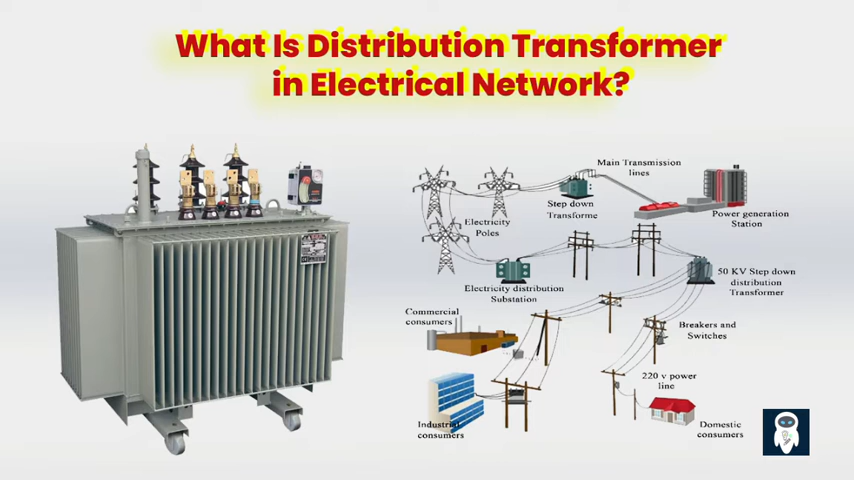 What Is Distribution Transformer
in Electrical Network?
Main Transmission
lines
Step down
Transforme
Electricity
Poles
Power generation
Station
Electricity distribution
Substation
50 KV Step down
distribution
Transformer
Commercial
consumers
Breakers and
Switches
220 v power
line
Industrial
consumers
Domestic
consumers